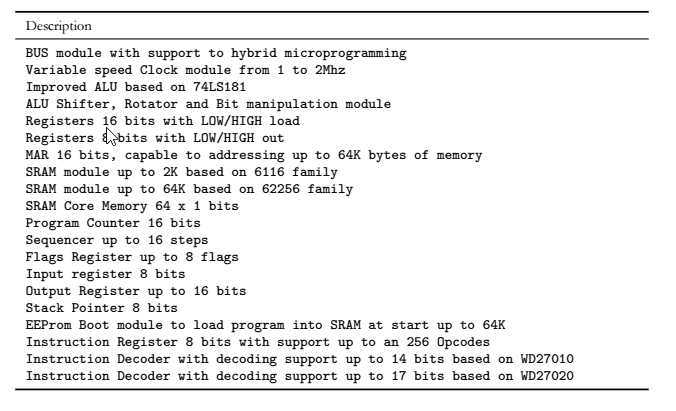 Description
BUS module with support to hybrid microprogramming
Variable speed Clock module from 1 to 2Mhz
Improved ALU based on 74LS181
ALU Shifter, Rotator and Bit manipulation module
Registers 16 bits with LOW/HIGH load
Registers 8 bits with LOW/HIGH out
MAR 16 bits, capable to addressing up to 64K bytes of memory
SRAM module up to 2K based on 6116 family
SRAM module up to 64K based on 62256 family
SRAM Core Memory 64 x 1 bits
Program Counter 16 bits
Sequencer up to 16 steps
Flags Register up to 8 flags
Input register 8 bits
Output Register up to 16 bits
Stack Pointer 8 bits
EEProm Boot module to load program into SRAM at start up to 64K
Instruction Register 8 bits with support up to an 256 Opcodes
Instruction Decoder with decoding support up to 14 bits based on WD27010
Instruction Decoder with decoding support up to 17 bits based on WD27020